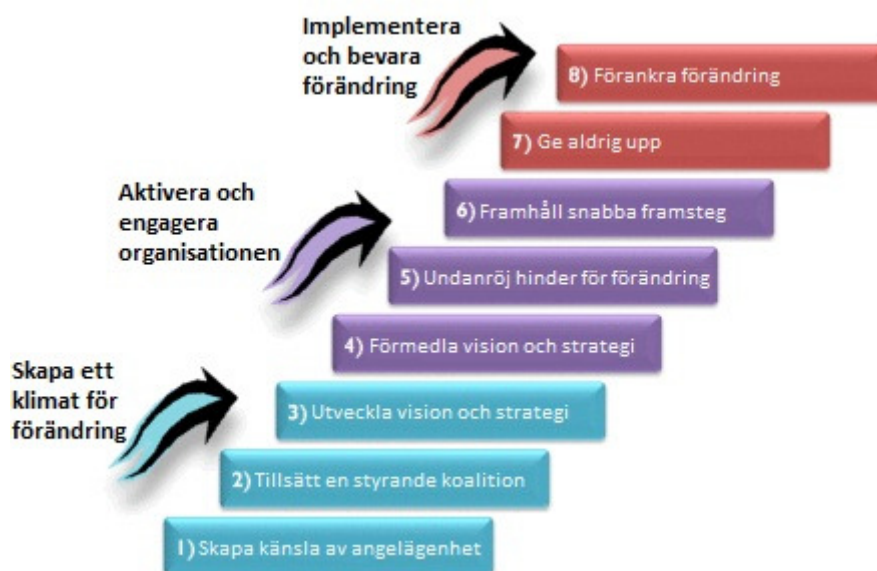 Implementera
och bevara
förändring
8) Förankra förändring
7) Ge aldrig upp
Aktivera och
engagera
organisationen
6) Framhåll snabba framsteg
5) Undanröj hinder för förändring
4) Förmedla vision och strategi
Skapa ett
klimat för
förändring
3) Utveckla vision och strategi
2) Tillsätt en styrande koalition
1) Skapa känsla av angelägenhet